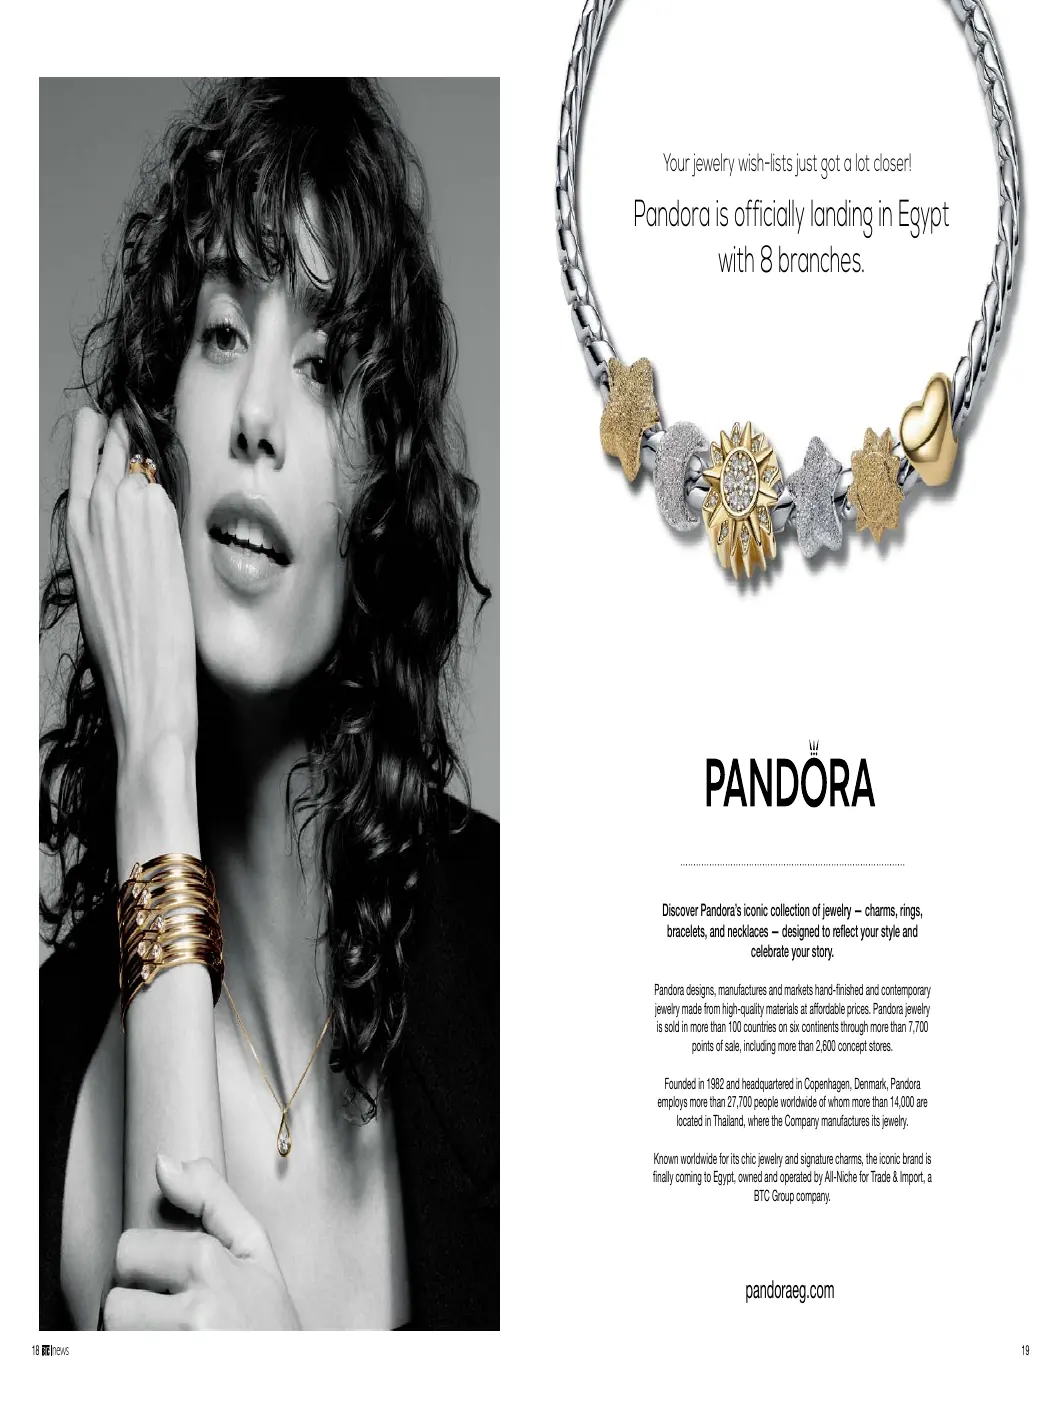 Your jewelry wish-lists just got a lot closer!
Pandora is officially landing in Egypt
with 8 branches.
PANDORA
Discover Pandora's iconic collection of jewelry – charms, rings,
bracelets, and necklaces – designed to reflect your style and
celebrate your story.
Pandora designs, manufactures and markets hand-finished and contemporary
jewelry made from high-quality materials at affordable prices. Pandora jewelry
is sold in more than 100 countries on six continents through more than 7,700
points of sale, including more than 2,600 concept stores.
Founded in 1982 and headquartered in Copenhagen, Denmark, Pandora
employs more than 27,700 people worldwide of whom more than 14,000 are
located in Thailand, where the Company manufactures its jewelry.
Known worldwide for its chic jewelry and signature charms, the iconic brand is
finally coming to Egypt, owned and operated by All-Niche for Trade & Import, a
BTC Group company.
pandoraeg.com
18 BTC news
19